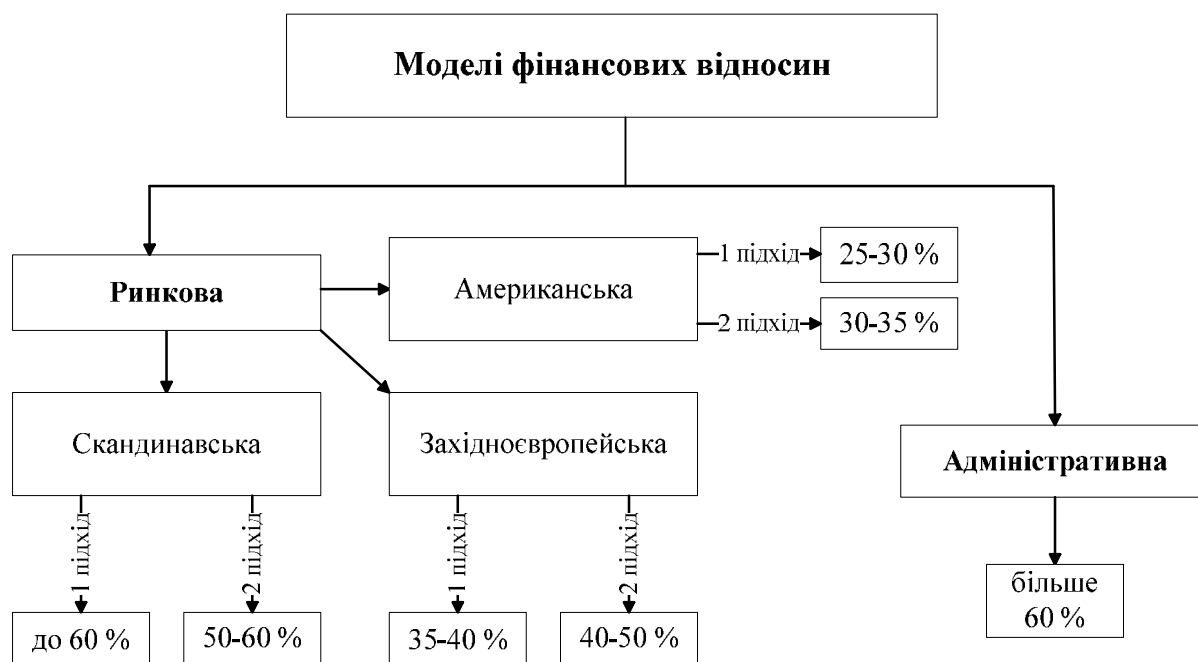 Моделі фінансових відносин
Ринкова
Американська
1 підхід
25-30 %
2 підхід
30-35 %
Скандинавська
Західноєвропейська
Адміністративна
1 підхід
2 підхід
1 підхід
2 підхід
більше
60 %
до 60 %
50-60 %
35-40 %
40-50 %